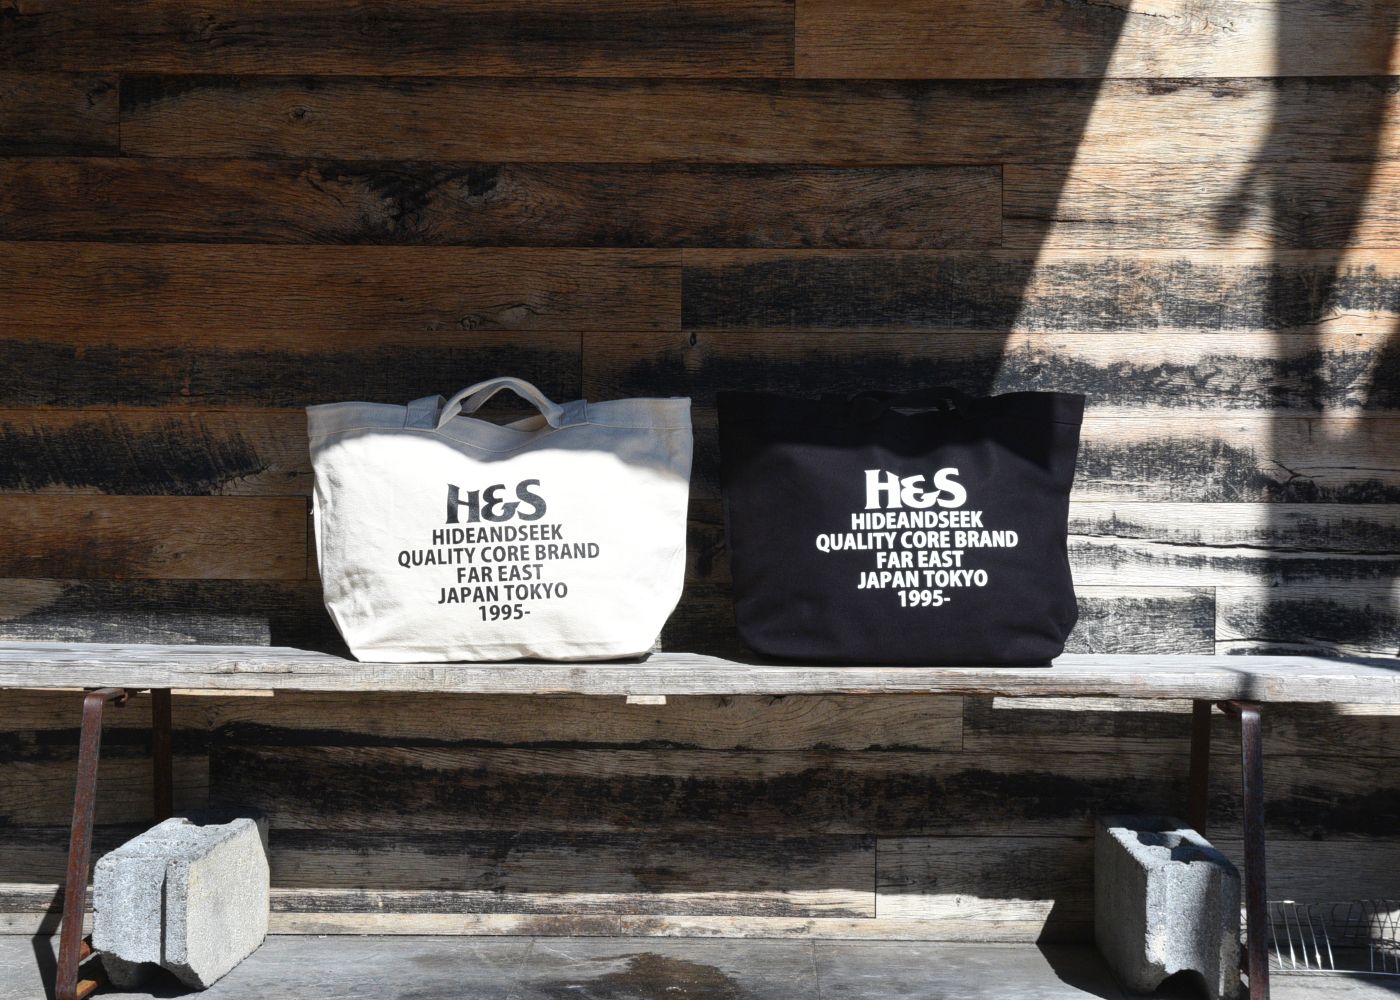 H&S
HIDEANDSEEK
QUALITY CORE BRAND
FAR EAST
JAPAN TOKYO
1995-
H&S
HIDEANDSEEK
QUALITY CORE BRAND
FAR EAST
JAPAN TOKYO
1995-